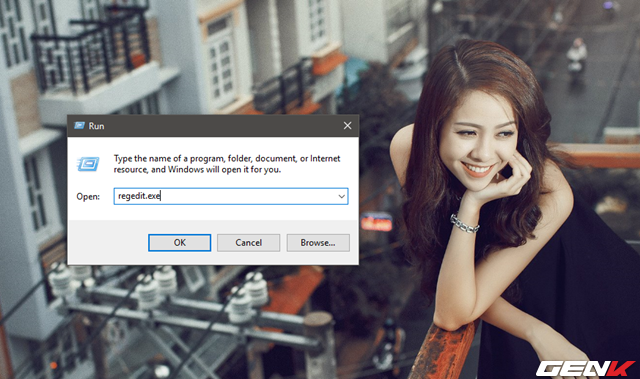 Run
Type the name of a program, folder, document, or Internet
resource, and Windows will open it for you.
Open:
regedit.exe
OK
Cancel
Browse...
GENK